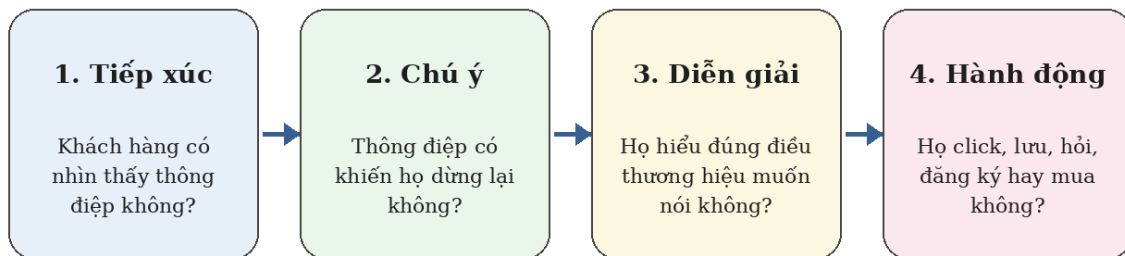 1. Tiếp xúc
Khách hàng có
nhìn thấy thông
điệp không?
2. Chú ý
Thông điệp có
khiến họ dừng lại
không?
3. Diễn giải
Họ hiểu đúng điều
thương hiệu muốn
nói không?
4. Hành động
Họ click, lưu, hỏi,
đăng ký hay mua
không?